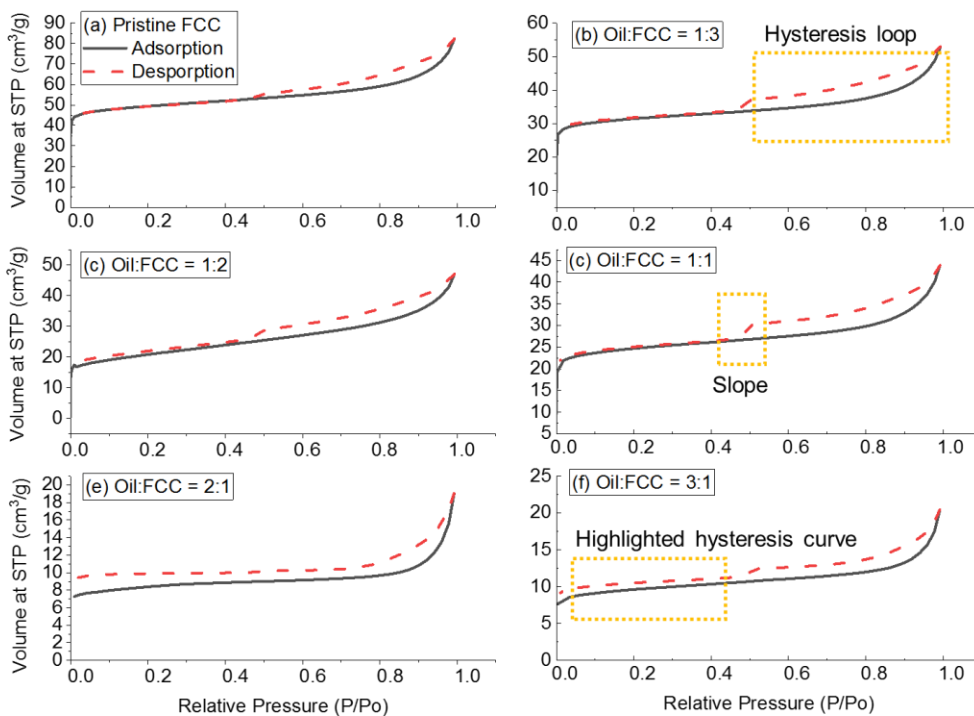 (a) Pristine FCC
Adsorption
Desporption
Volume at STP (cm³/g)
90
80
70
60
50
40
30
20
10
0
0.0 0.2 0.4 0.6 0.8 1.0
(b) Oil:FCC = 1:3
Hysteresis loop
60
50
40
30
20
10
0.0 0.2 0.4 0.6 0.8 1.0
(c) Oil:FCC = 1:2
Volume at STP (cm³/g)
50
40
30
20
10
0
0.0 0.2 0.4 0.6 0.8 1.0
(c) Oil:FCC = 1:1
Slope
45
40
35
30
25
20
15
10
5
0.0 0.2 0.4 0.6 0.8 1.0
(e) Oil:FCC = 2:1
Volume at STP (cm³/g)
20
18
16
14
12
10
8
6
4
2
0
0.0 0.2 0.4 0.6 0.8 1.0
Relative Pressure (P/Po)
(f) Oil:FCC = 3:1
Highlighted hysteresis curve
25
20
15
10
5
0
0.0 0.2 0.4 0.6 0.8 1.0
Relative Pressure (P/Po)